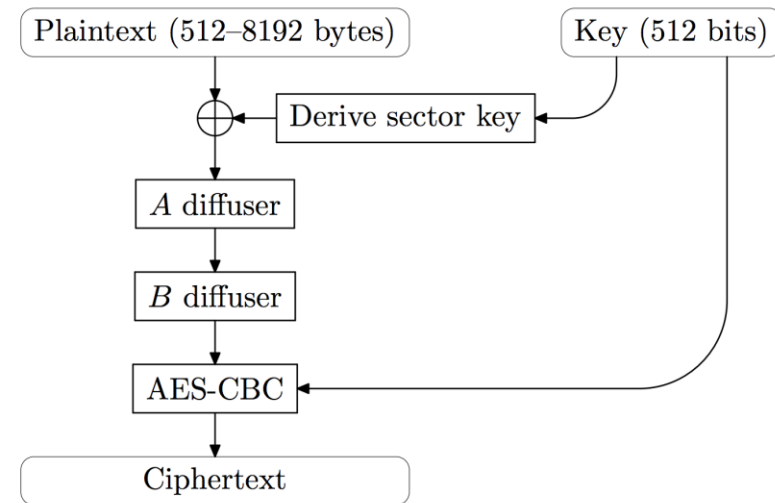 Plaintext (512–8192 bytes)
Key (512 bits)
Derive sector key
A diffuser
B diffuser
AES-CBC
Ciphertext